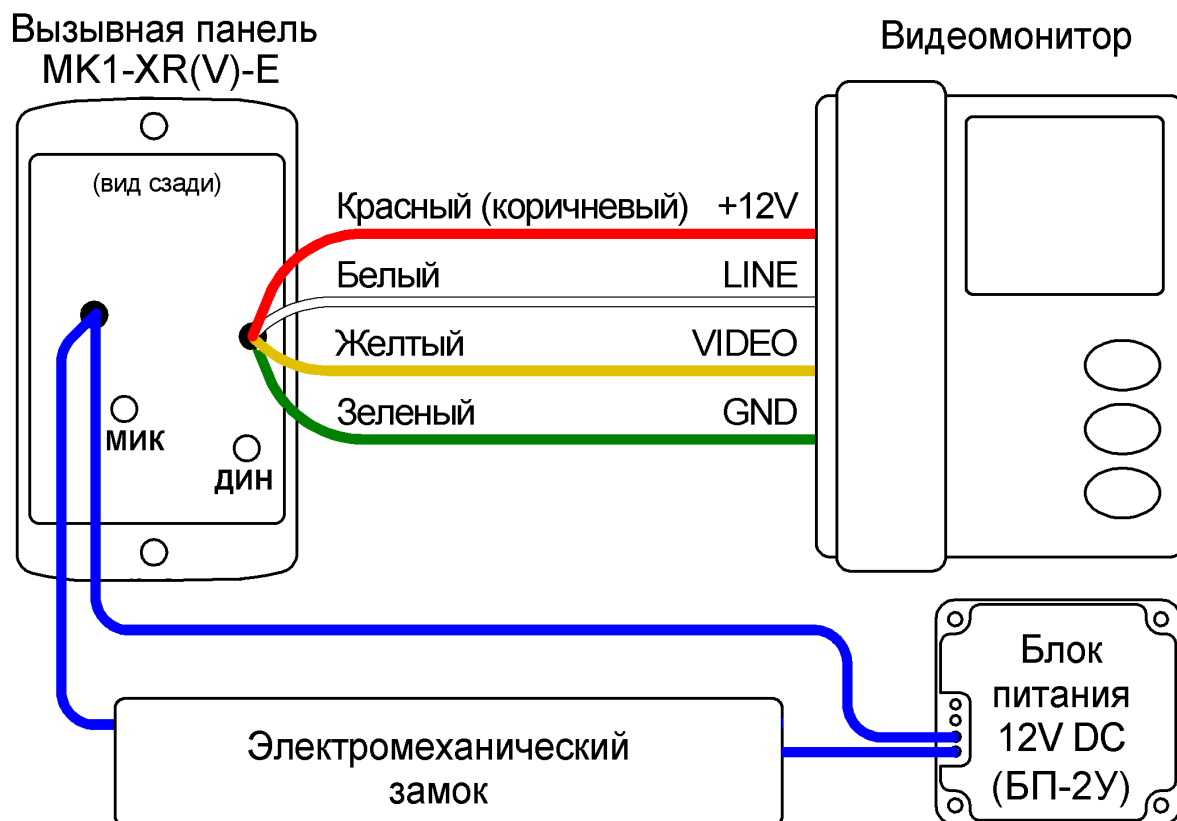 Вызывная панель
MK1-XR(V)-E
Видеомонитор
(вид сзади)
Красный (коричневый) +12V
Белый LINE
Желтый VIDEO
Зеленый GND
МИК
ДИН
Электромеханический
замок
Блок
питания
12V DC
(БП-2У)